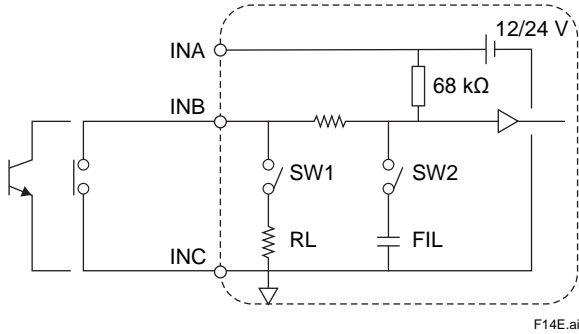 12/24 V
INA
68 kΩ
INB
SW1
SW2
RL
FIL
INC
F14E.ai